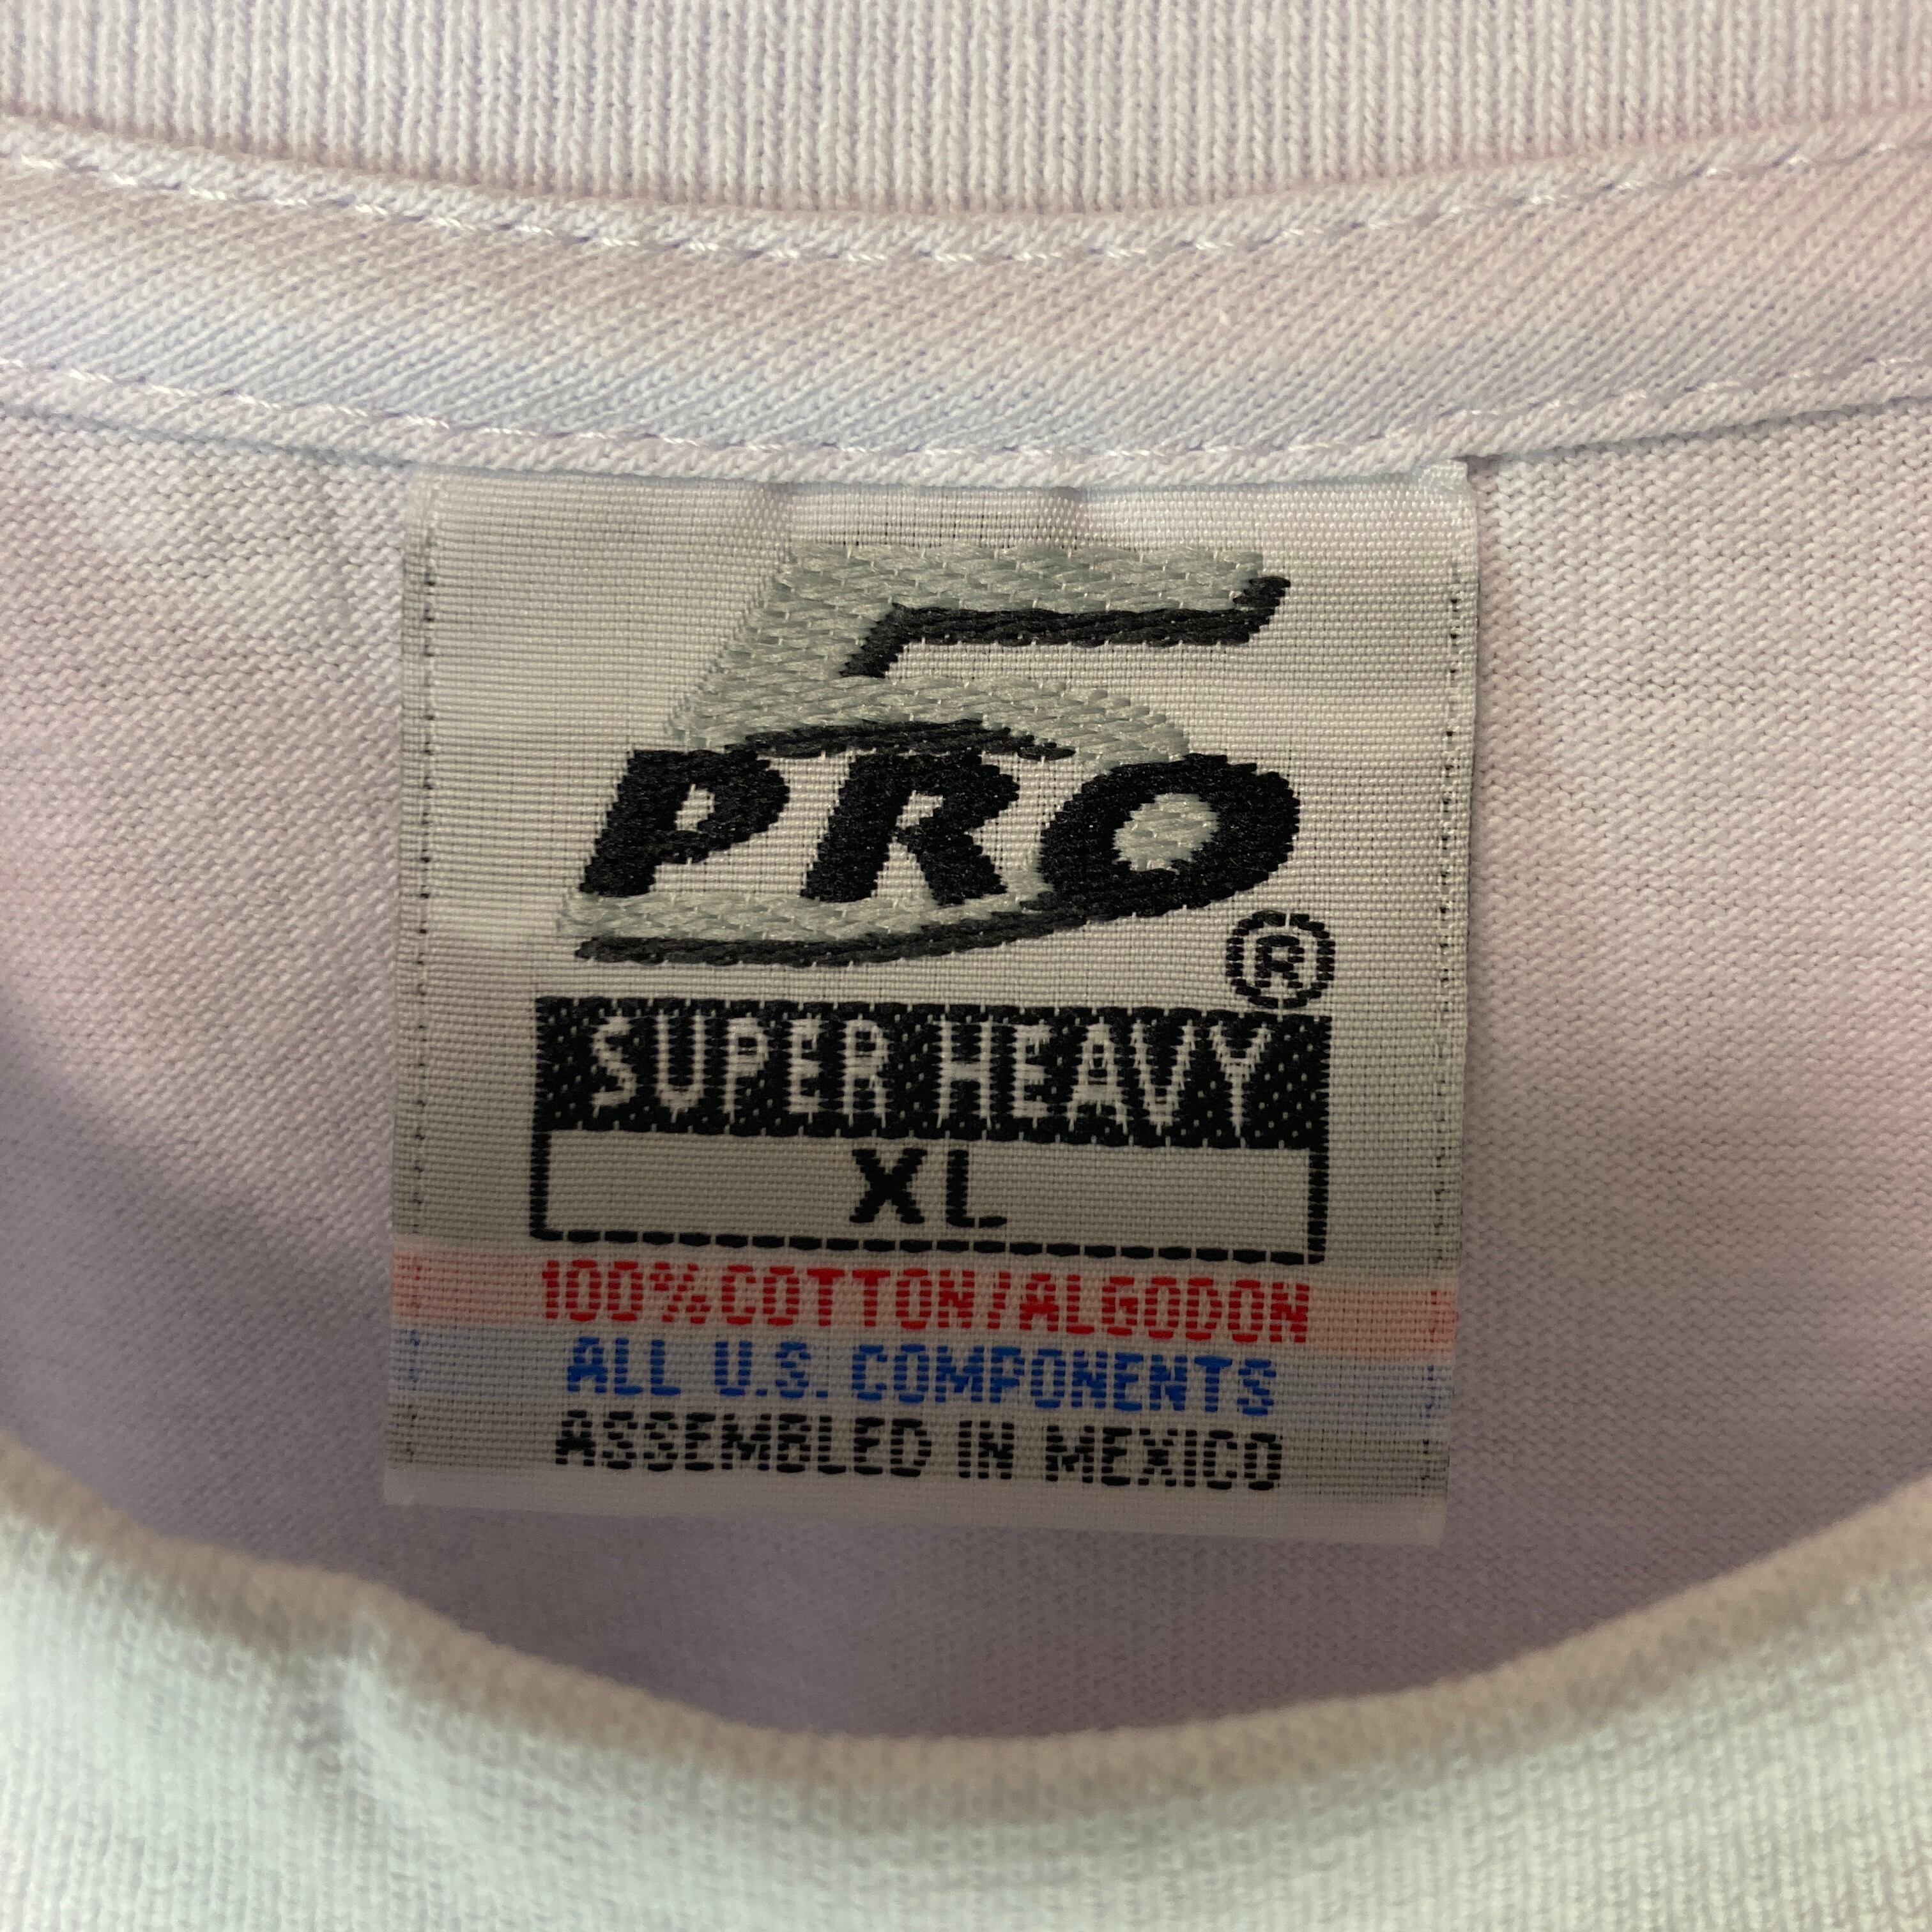 5
PRO
®
SUPER HEAVY
XL
100% COTTON/ALGODON
ALL U.S. COMPONENTS
ASSEMBLED IN MEXICO